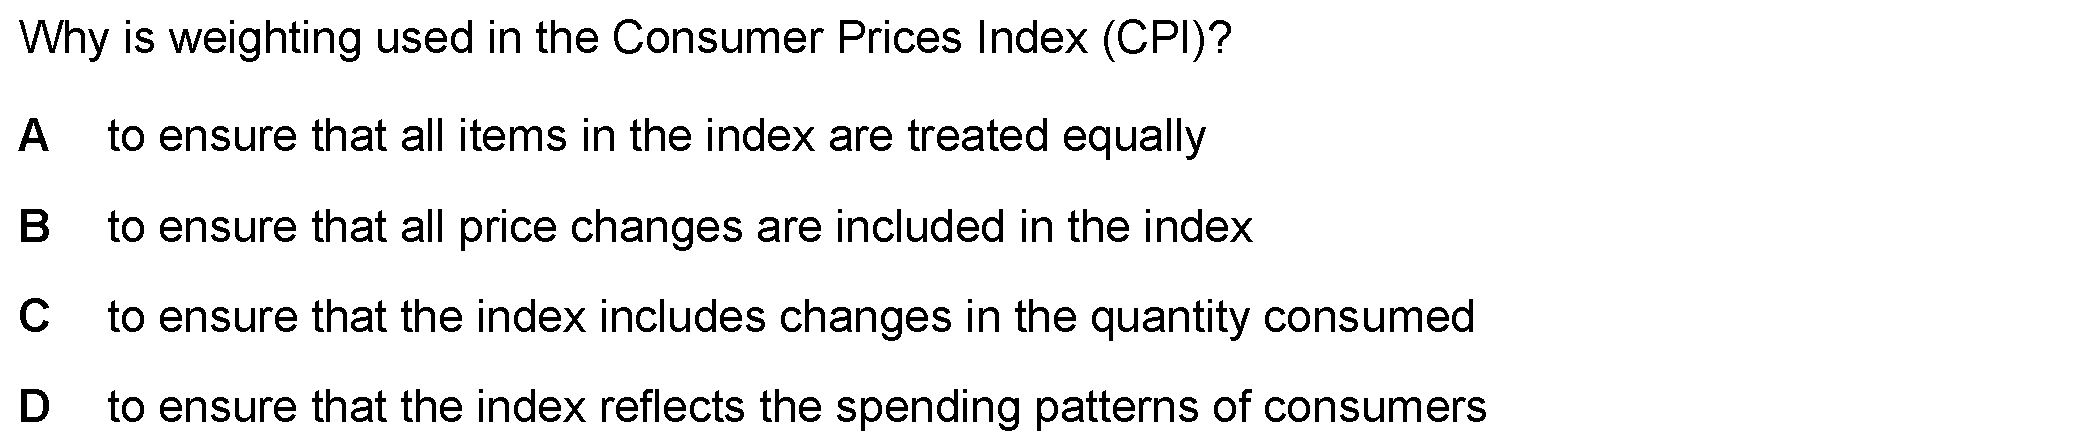 Why is weighting used in the Consumer Prices Index (CPI)?
A to ensure that all items in the index are treated equally
B to ensure that all price changes are included in the index
C to ensure that the index includes changes in the quantity consumed
D to ensure that the index reflects the spending patterns of consumers